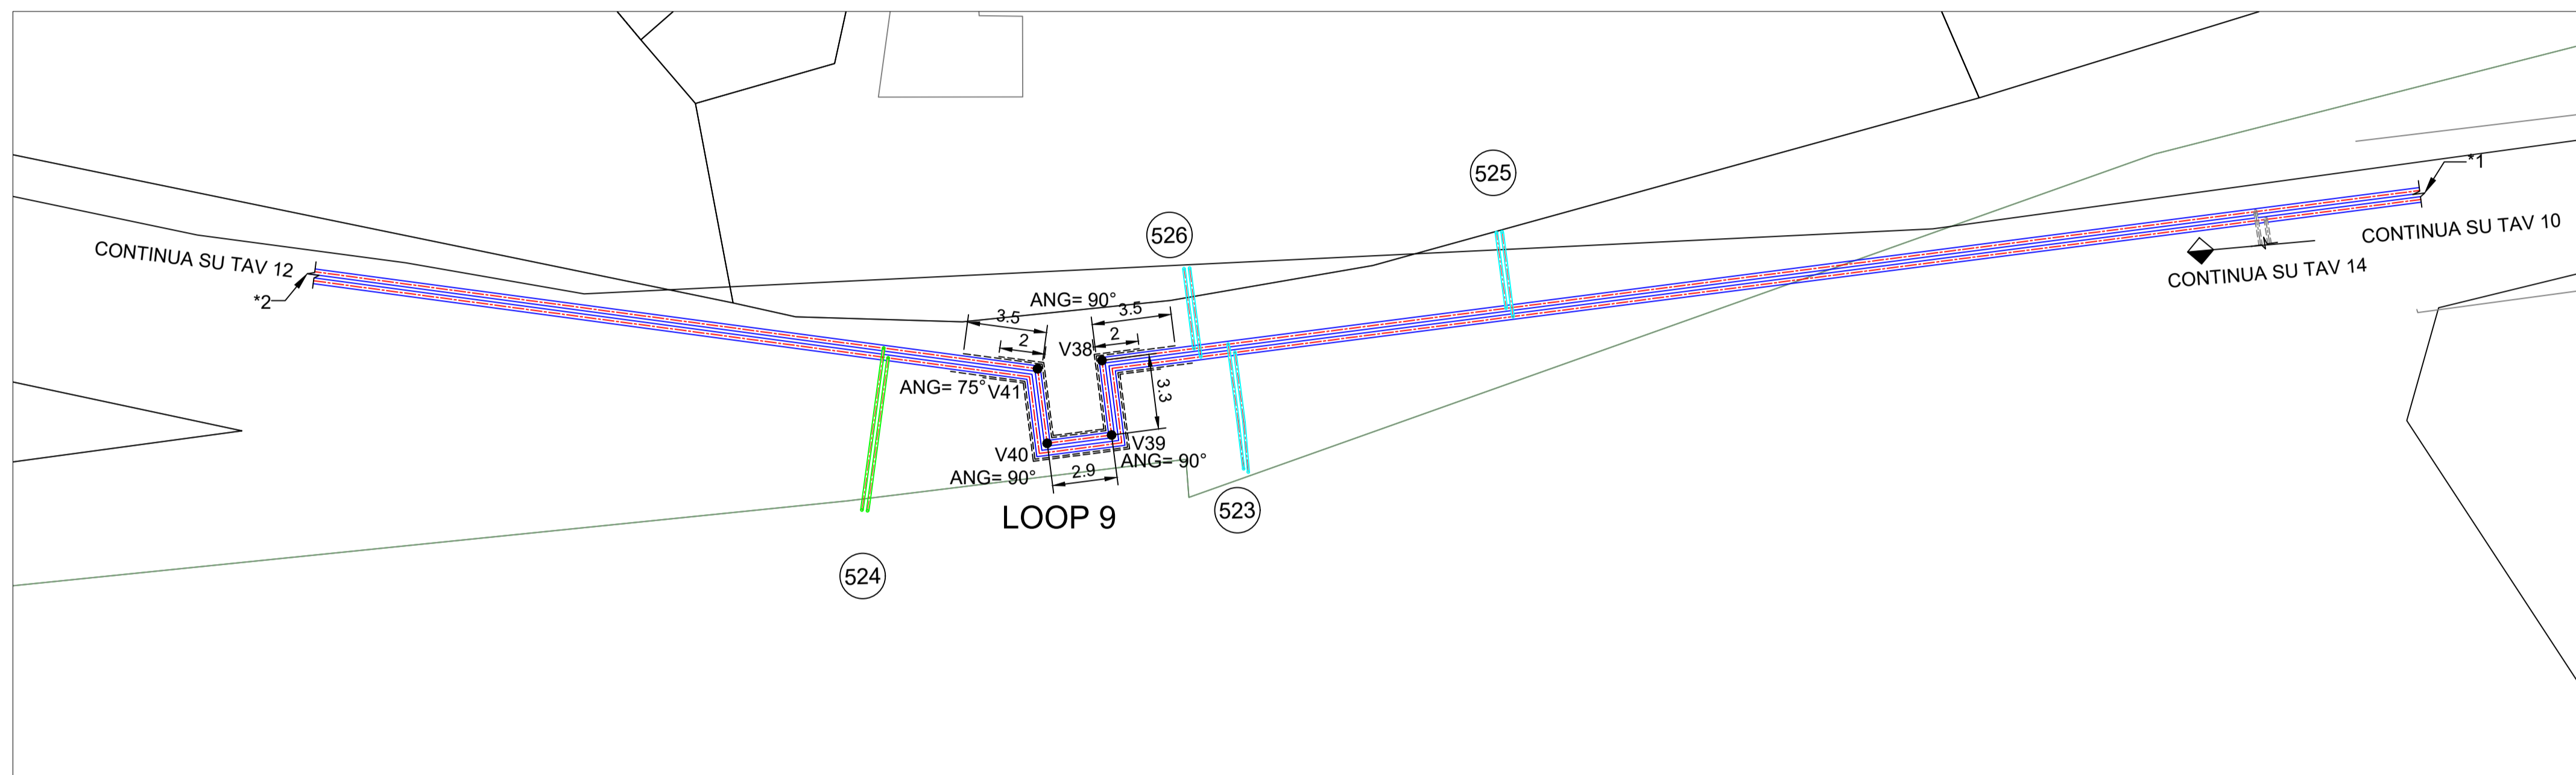 *1
525
CONTINUA SU TAV 10
526
CONTINUA SU TAV 12
CONTINUA SU TAV 14
*2
ANG= 90°
3.5
3.5
2
2
V38
ANG= 75°
V41
3.3
V39
V40
ANG= 90°
ANG= 90°
2.9
LOOP 9
523
524